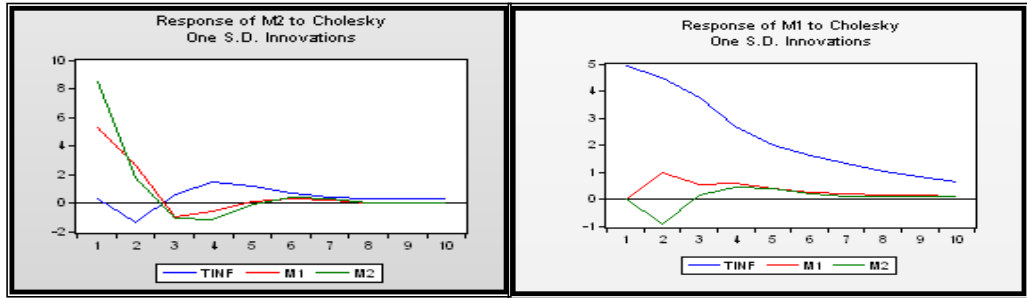 Response of M2 to Cholesky
One S.D. Innovations
10
8
6
4
2
0
-2
1 2 3 4 5 6 7 8 9 10
TINF M1 M2
Response of M1 to Cholesky
One S.D. Innovations
5
4
3
2
1
0
-1
1 2 3 4 5 6 7 8 9 10
TINF M1 M2